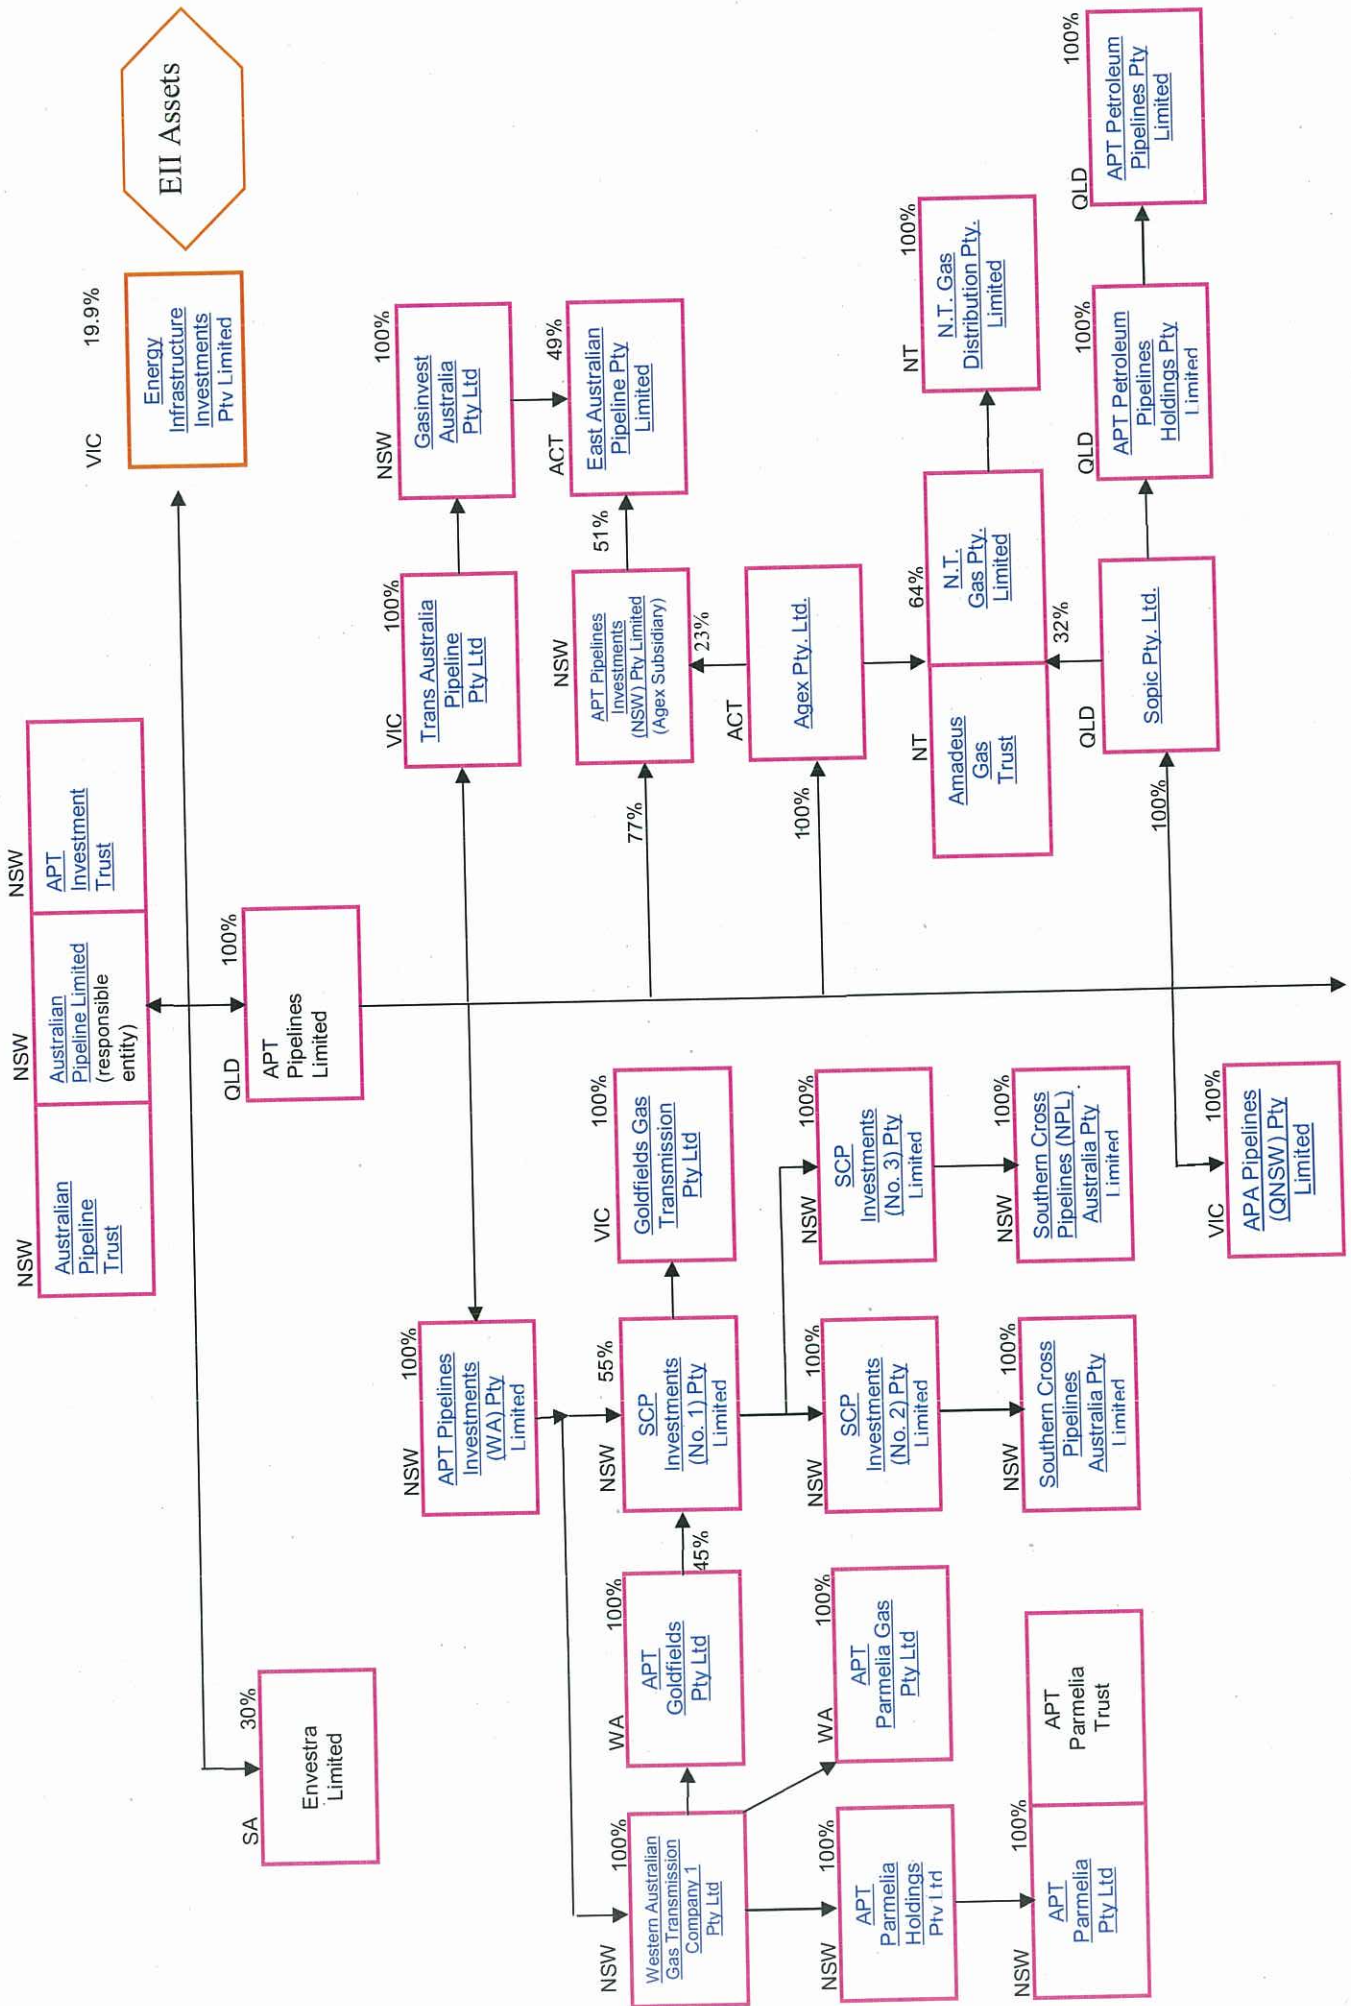 NSW
Australian
Pipeline
Trust
NSW
Australian
Pipeline Limited
(responsible
entity)
NSW
APT
Investment
Trust
SA
30%
Envestra
Limited
QLD
100%
APT
Pipelines
Limited
VIC
19.9%
Energy
Infrastructure
Investments
Pty Limited
EII Assets
NSW
100%
APT Pipelines
Investments
(WA) Pty
Limited
VIC
100%
Trans Australia
Pipeline
Pty Ltd
NSW
100%
Gasinvest
Australia
Pty Ltd
NSW
100%
Western Australian
Gas Transmission
Company 1
Pty Ltd
WA
100%
APT
Goldfields
Pty Ltd
45%
NSW
55%
SCP
Investments
(No. 1) Pty
Limited
VIC
100%
Goldfields Gas
Transmission
Pty Ltd
77%
NSW
APT Pipelines
Investments
(NSW) Pty Limited
(Agex Subsidiary)
23%
51%
ACT
49%
East Australian
Pipeline Pty
Limited
NSW
100%
APT
Parmelia
Holdings
Pty Ltd
WA
100%
APT
Parmelia Gas
Pty Ltd
NSW
100%
SCP
Investments
(No. 2) Pty
Limited
NSW
100%
SCP
Investments
(No. 3) Pty
Limited
100%
ACT
Agex Pty. Ltd.
NSW
100%
APT
Parmelia
Pty Ltd
APT
Parmelia
Trust
NSW
100%
Southern Cross
Pipelines
Australia Pty
Limited
NSW
100%
Southern Cross
Pipelines (NPL)
Australia Pty
Limited
NT
Amadeus
Gas
Trust
64%
N.T.
Gas Pty.
Limited
32%
NT
100%
N.T. Gas
Distribution Pty.
Limited
VIC
100%
APA Pipelines
(QNSW) Pty
Limited
100%
QLD
Sopic Pty. Ltd.
QLD
100%
APT Petroleum
Pipelines
Holdings Pty
Limited
QLD
100%
APT Petroleum
Pipelines Pty
Limited